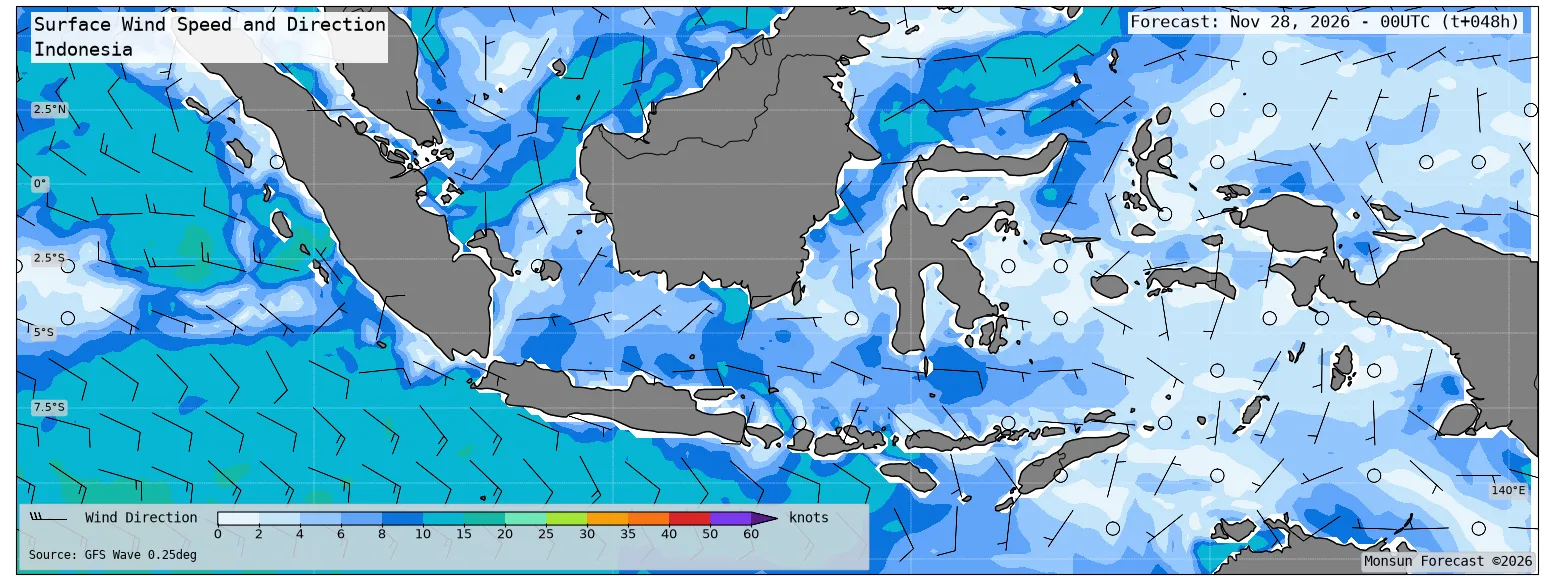 Surface Wind Speed and Direction
Indonesia
Forecast: Nov 28, 2026 - 00UTC (t+048h)
2.5°N
0°
2.5°S
5°S
7.5°S
140°E
Wind Direction
knots
0 2 4 6 8 10 15 20 25 30 35 40 50 60
Source: GFS Wave 0.25deg
Monsun Forecast ©2026